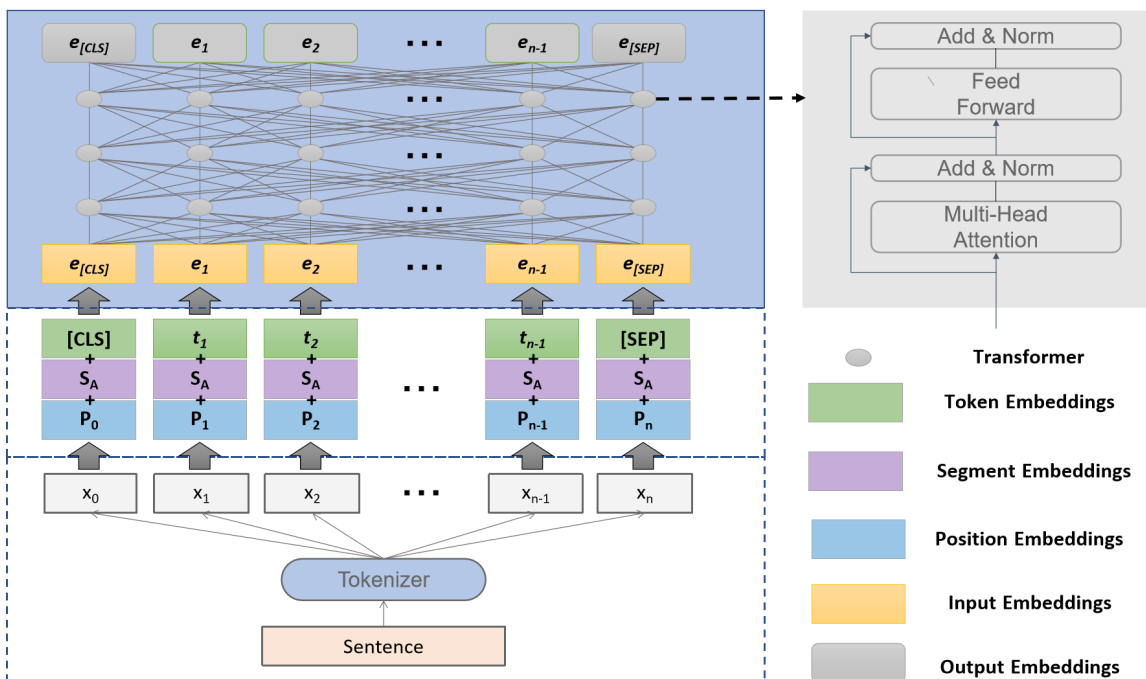 e[CLS] e1 e2 ... en-1 e[SEP]
...
...
...
e[CLS] e1 e2 ... en-1 e[SEP]
[CLS] t1 t2 tn-1 [SEP]
+ + + + +
SA SA SA ... SA SA
+ + + + +
P0 P1 P2 Pn-1 Pn
x0 x1 x2 ... xn-1 xn
Tokenizer
Sentence
Add & Norm
Feed
Forward
Add & Norm
Multi-Head
Attention
Transformer
Token Embeddings
Segment Embeddings
Position Embeddings
Input Embeddings
Output Embeddings